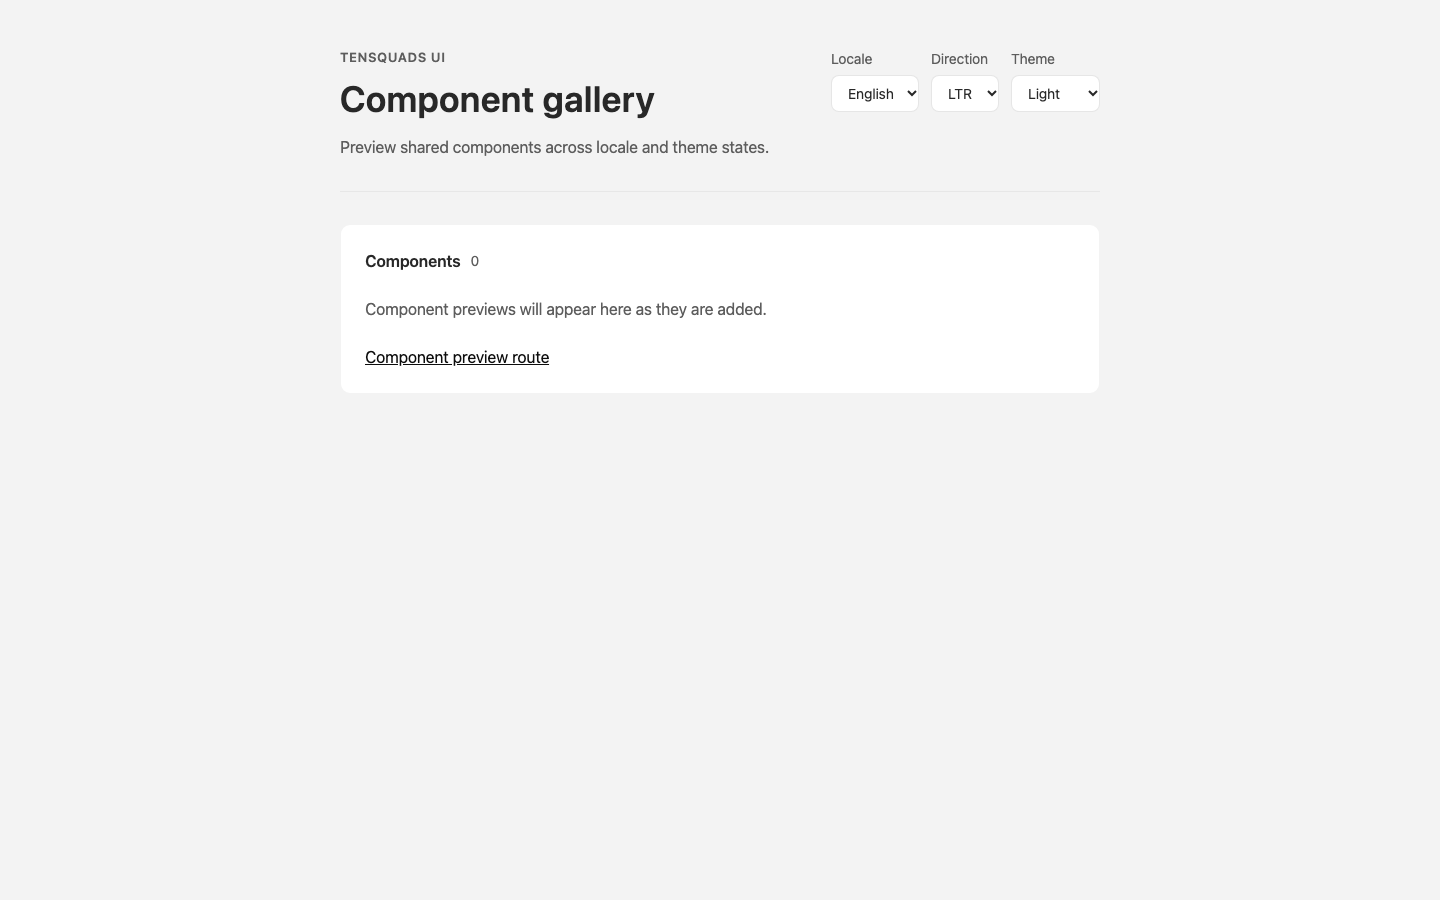 TENSQUADS UI
Component gallery
Preview shared components across locale and theme states.
Locale
English
Direction
LTR
Theme
Light
Components 0
Component previews will appear here as they are added.
Component preview route